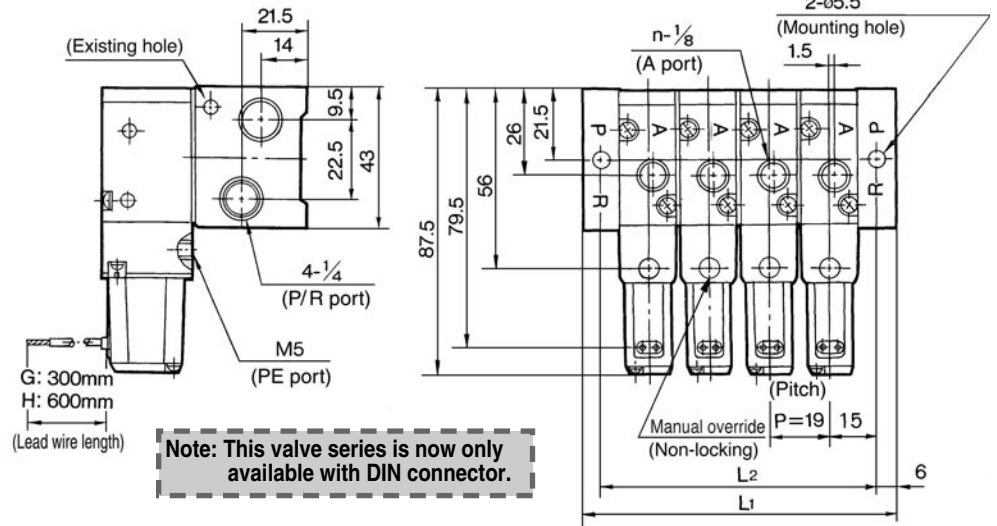 21.5
14
(Existing hole)
9.5
22.5
43
4-1/4
(P/R port)
M5
(PE port)
G: 300mm
H: 600mm
(Lead wire length)
Note: This valve series is now only
available with DIN connector.
2-ø5.5
(Mounting hole)
n-1/8
(A port)
1.5
21.5
26
56
79.5
87.5
P
A
A
A
A
P
R
R
(Pitch)
P=19
15
Manual override
(Non-locking)
L2
6
L1